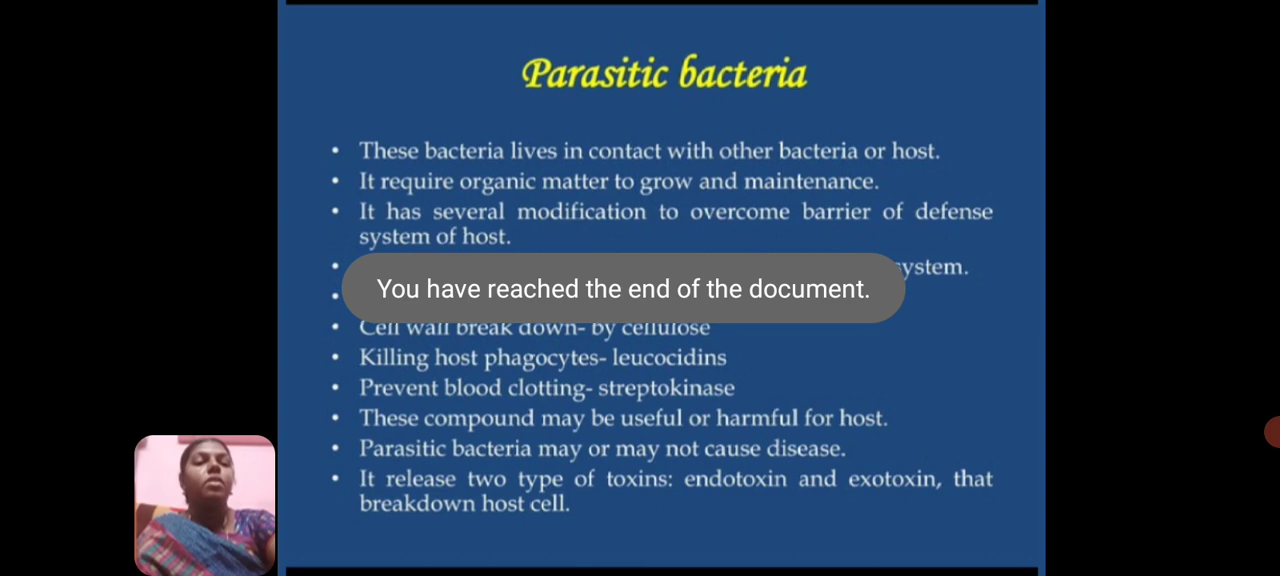 Parasitic bacteria
• These bacteria lives in contact with other bacteria or host.
• It require organic matter to grow and maintenance.
• It has several modification to overcome barrier of defense
system of host.
• system.
•
You have reached the end of the document.
• Cell wall break down- by cellulose
• Killing host phagocytes- leucocidins
• Prevent blood clotting- streptokinase
• These compound may be useful or harmful for host.
• Parasitic bacteria may or may not cause disease.
• It release two type of toxins: endotoxin and exotoxin, that
breakdown host cell.